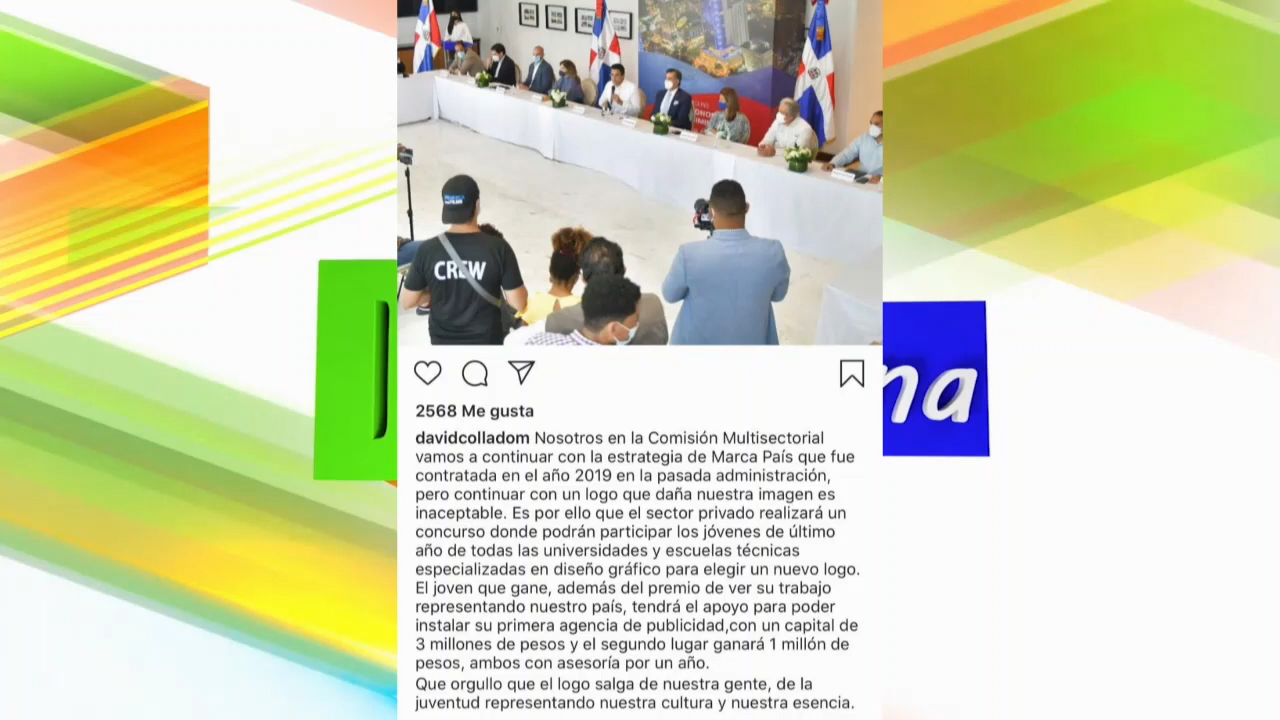 CREW
na
2568 Me gusta
davidcolladom Nosotros en la Comisión Multisectorial
vamos a continuar con la estrategia de Marca País que fue
contratada en el año 2019 en la pasada administración,
pero continuar con un logo que daña nuestra imagen es
inaceptable. Es por ello que el sector privado realizará un
concurso donde podrán participar los jóvenes de último
año de todas las universidades y escuelas técnicas
especializadas en diseño gráfico para elegir un nuevo logo.
El joven que gane, además del premio de ver su trabajo
representando nuestro país, tendrá el apoyo para poder
instalar su primera agencia de publicidad,con un capital de
3 millones de pesos y el segundo lugar ganará 1 millón de
pesos, ambos con asesoría por un año.
Que orgullo que el logo salga de nuestra gente, de la
juventud representando nuestra cultura y nuestra esencia.